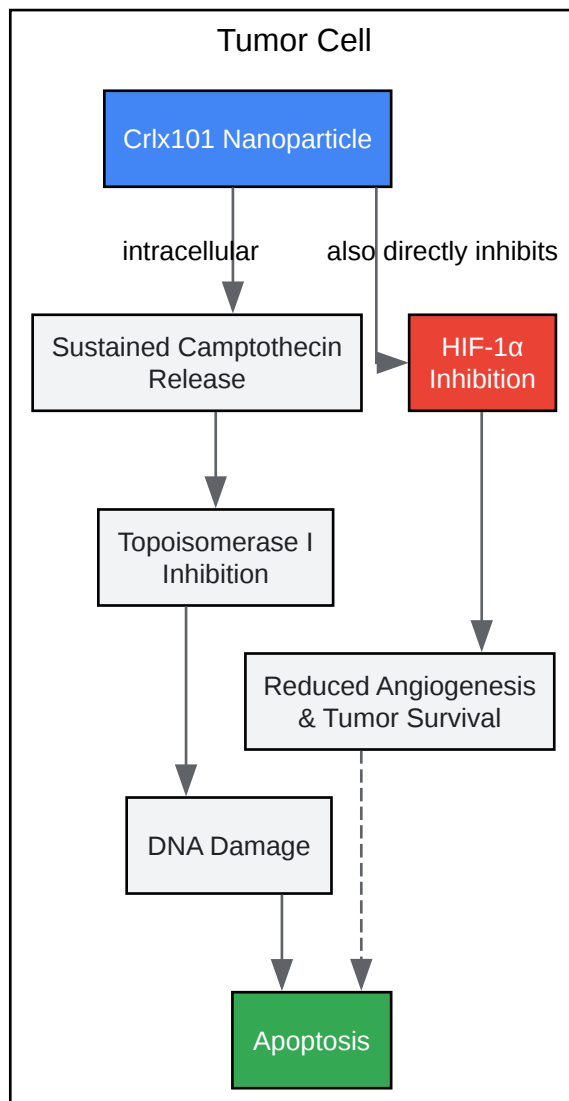 Tumor Cell
Crlx101 Nanoparticle
intracellular
also directly inhibits
Sustained Camptothecin
Release
HIF-1α
Inhibition
Topoisomerase I
Inhibition
Reduced Angiogenesis
& Tumor Survival
DNA Damage
Apoptosis